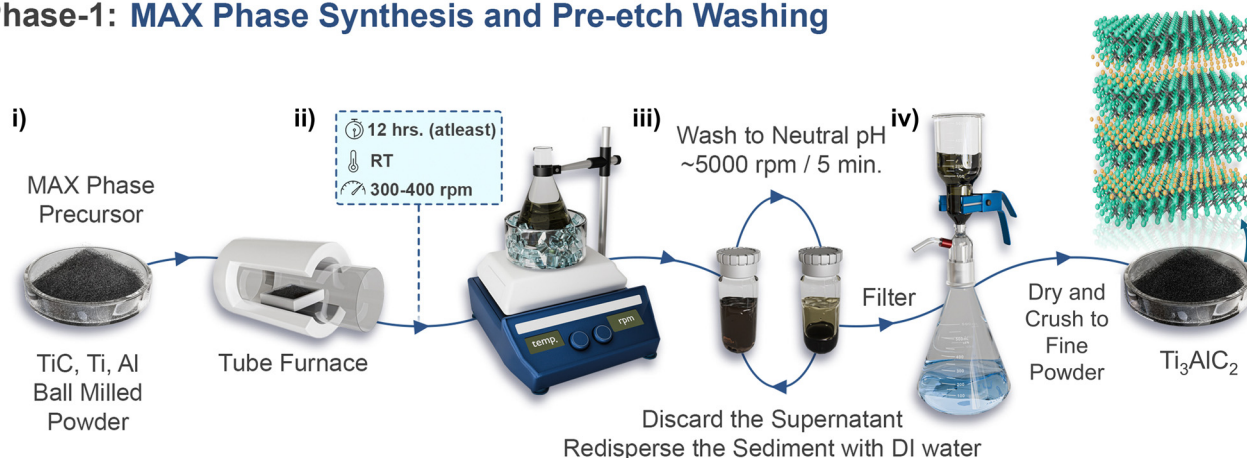 Phase-1: MAX Phase Synthesis and Pre-etch Washing
i)
MAX Phase
Precursor
TiC, Ti, Al
Ball Milled
Powder
Tube Furnace
ii)
12 hrs. (atleast)
RT
300-400 rpm
temp.
rpm
iii)
Wash to Neutral pH
~5000 rpm / 5 min.
Discard the Supernatant
Redisperse the Sediment with DI water
iv)
Filter
Dry and
Crush to
Fine
Powder
Ti₃AlC₂